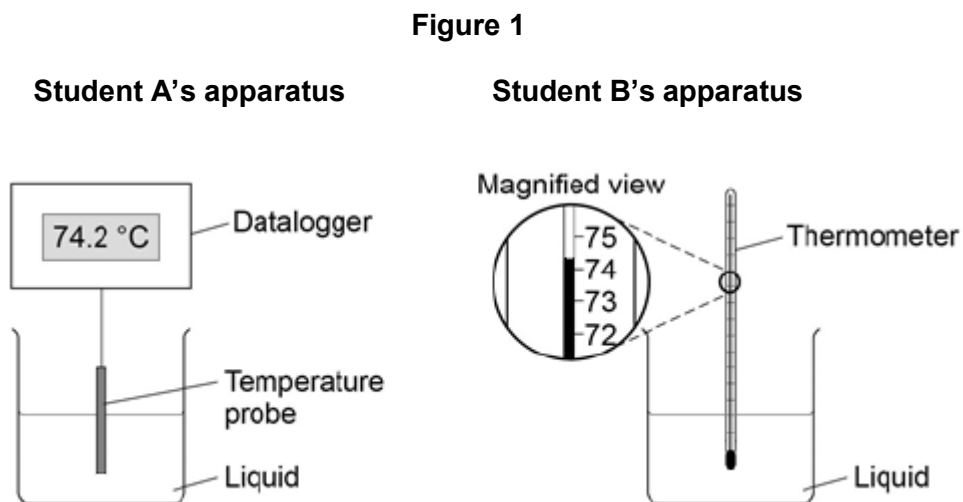 Figure 1
Student A's apparatus
Student B's apparatus
Magnified view
74.2 °C
Datalogger
75
74
73
72
Thermometer
Temperature
probe
Liquid
Liquid